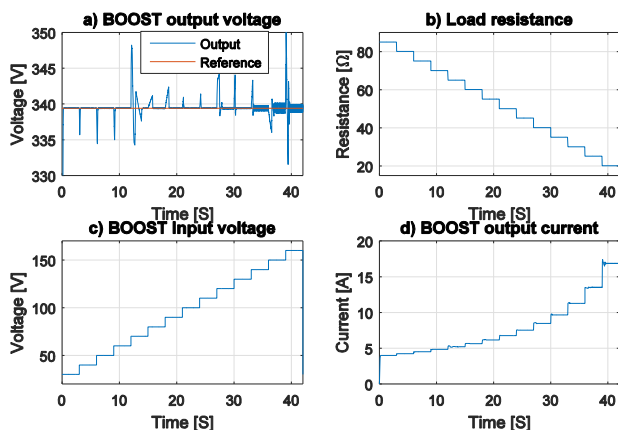 a) BOOST output voltage
350
345
340
335
330
Voltage [V]
Output
Reference
0
10
20
30
40
Time [S]
b) Load resistance
80
60
40
20
Resistance [Ω]
0
10
20
30
40
Time [S]
c) BOOST Input voltage
150
100
50
Voltage [V]
0
10
20
30
40
Time [S]
d) BOOST output current
20
15
10
5
0
Current [A]
0
10
20
30
40
Time [S]